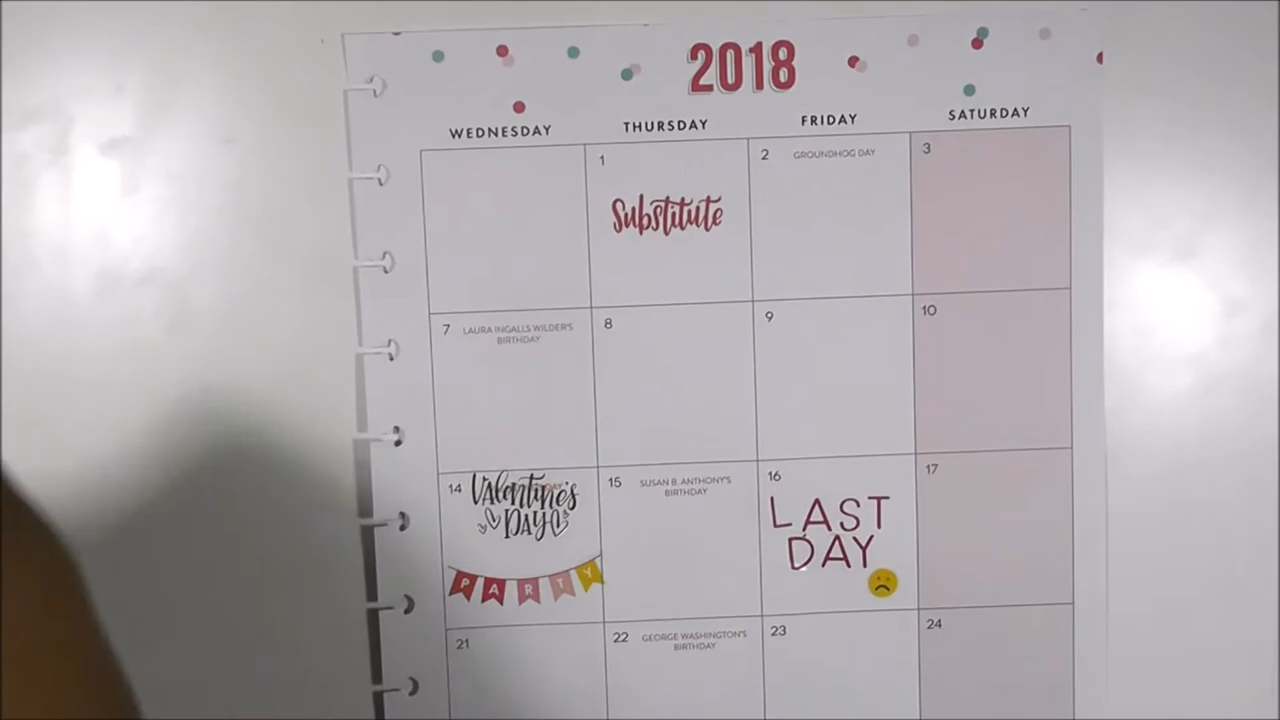 2018
WEDNESDAY THURSDAY FRIDAY SATURDAY
1 2 GROUNDHOG DAY 3
Substitute
7 LAURA INGALLS WILDER'S 8 9 10
BIRTHDAY
14 Valentine's 15 SUSAN B. ANTHONY'S 16 17
BIRTHDAY
DAY LAST
DAY
PARTY
21 22 GEORGE WASHINGTON'S 23 24
BIRTHDAY